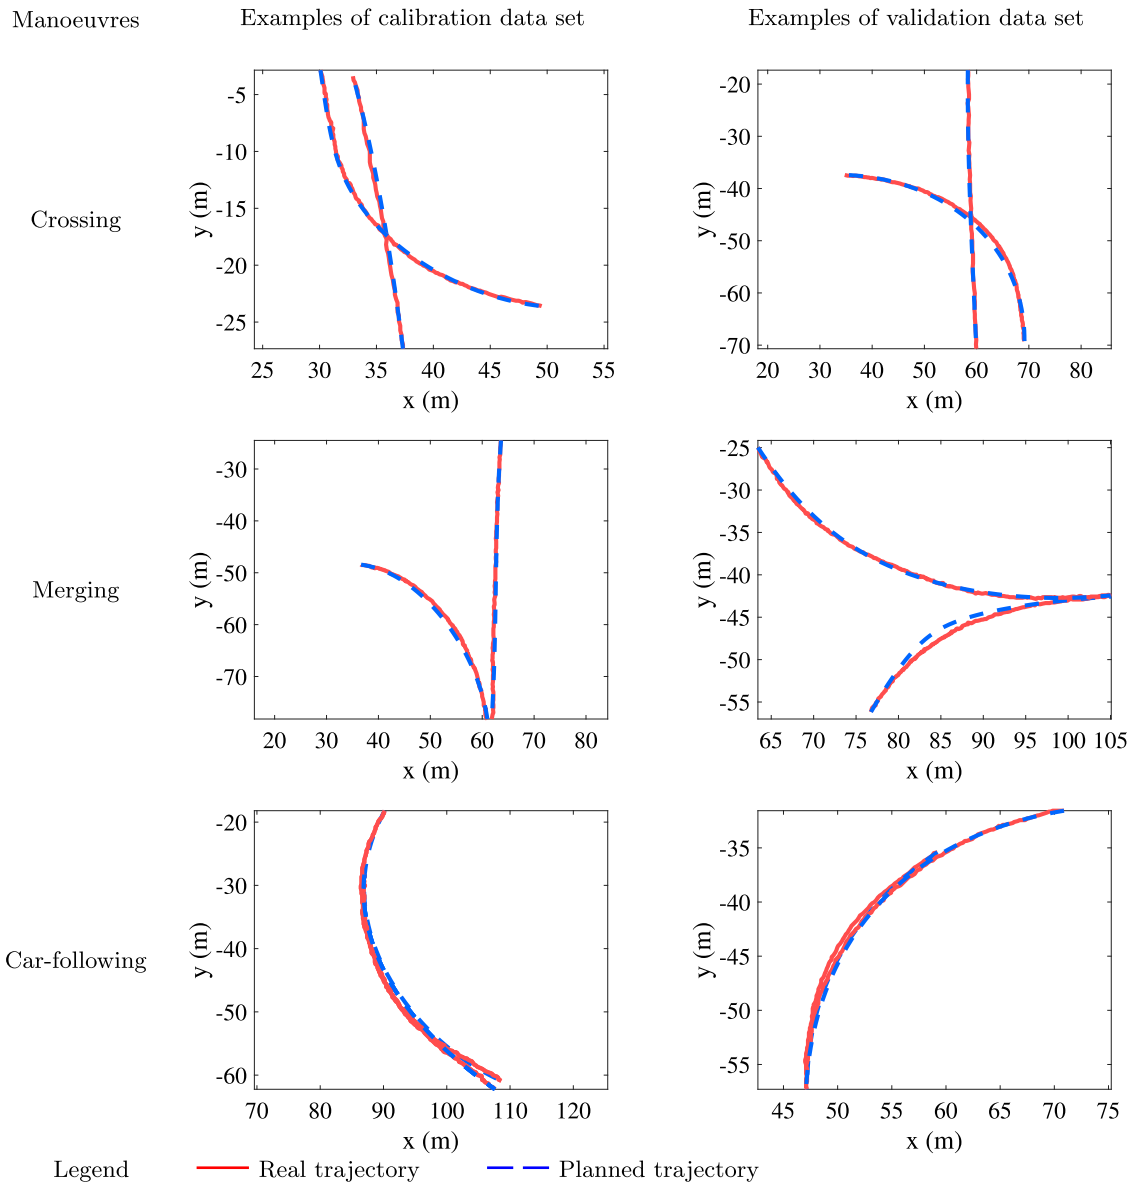 Manoeuvres
Examples of calibration data set
Examples of validation data set
Crossing
-5
-10
-15
-20
-25
y (m)
25 30 35 40 45 50 55
x (m)
-20
-30
-40
-50
-60
-70
y (m)
20 30 40 50 60 70 80
x (m)
Merging
-30
-40
-50
-60
-70
y (m)
20 30 40 50 60 70 80
x (m)
-25
-30
-35
-40
-45
-50
-55
y (m)
65 70 75 80 85 90 95 100 105
x (m)
Car-following
-20
-30
-40
-50
-60
y (m)
70 80 90 100 110 120
x (m)
-35
-40
-45
-50
-55
y (m)
45 50 55 60 65 70 75
x (m)
Legend
Real trajectory
Planned trajectory